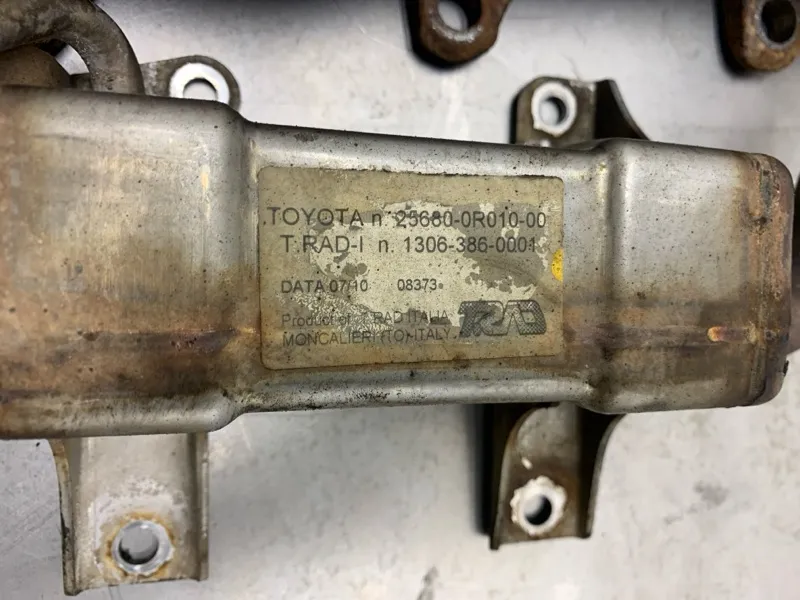 TOYOTA n 25680-0R010-00
T.RAD-I n. 1306-386-0001
DATA 07/10 08373
Product of T.RAD ITALIA
MONCALIERI (TO)-ITALY
TRAD